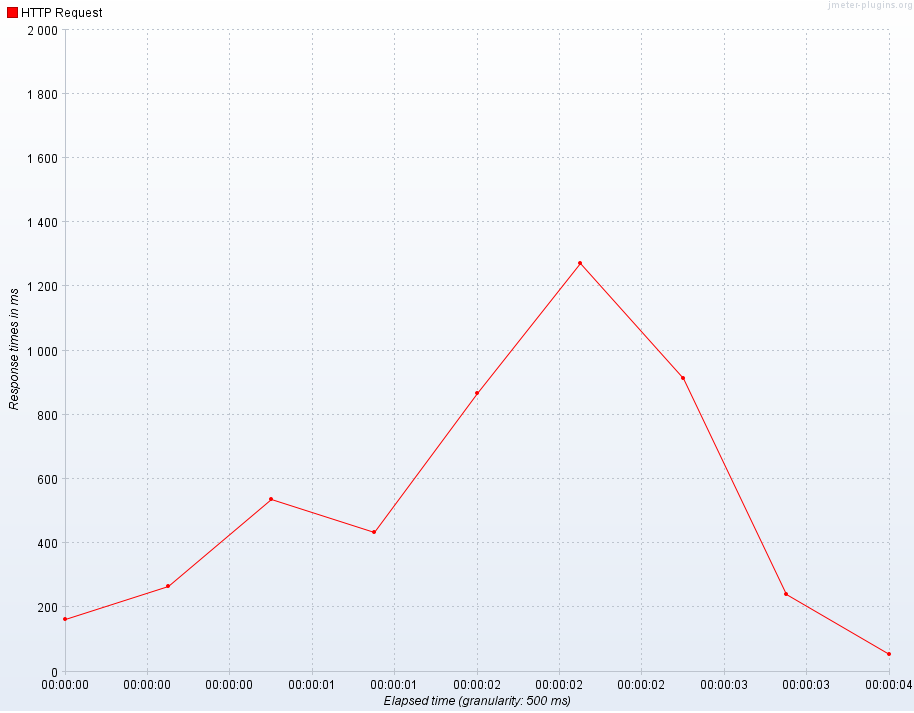 jmeter-plugins.org
HTTP Request
2 000
1 800
1 600
1 400
1 200
1 000
800
600
400
200
0
Response times in ms
00:00:00 00:00:00 00:00:00 00:00:01 00:00:01 00:00:02 00:00:02 00:00:02 00:00:03 00:00:03 00:00:04
Elapsed time (granularity: 500 ms)